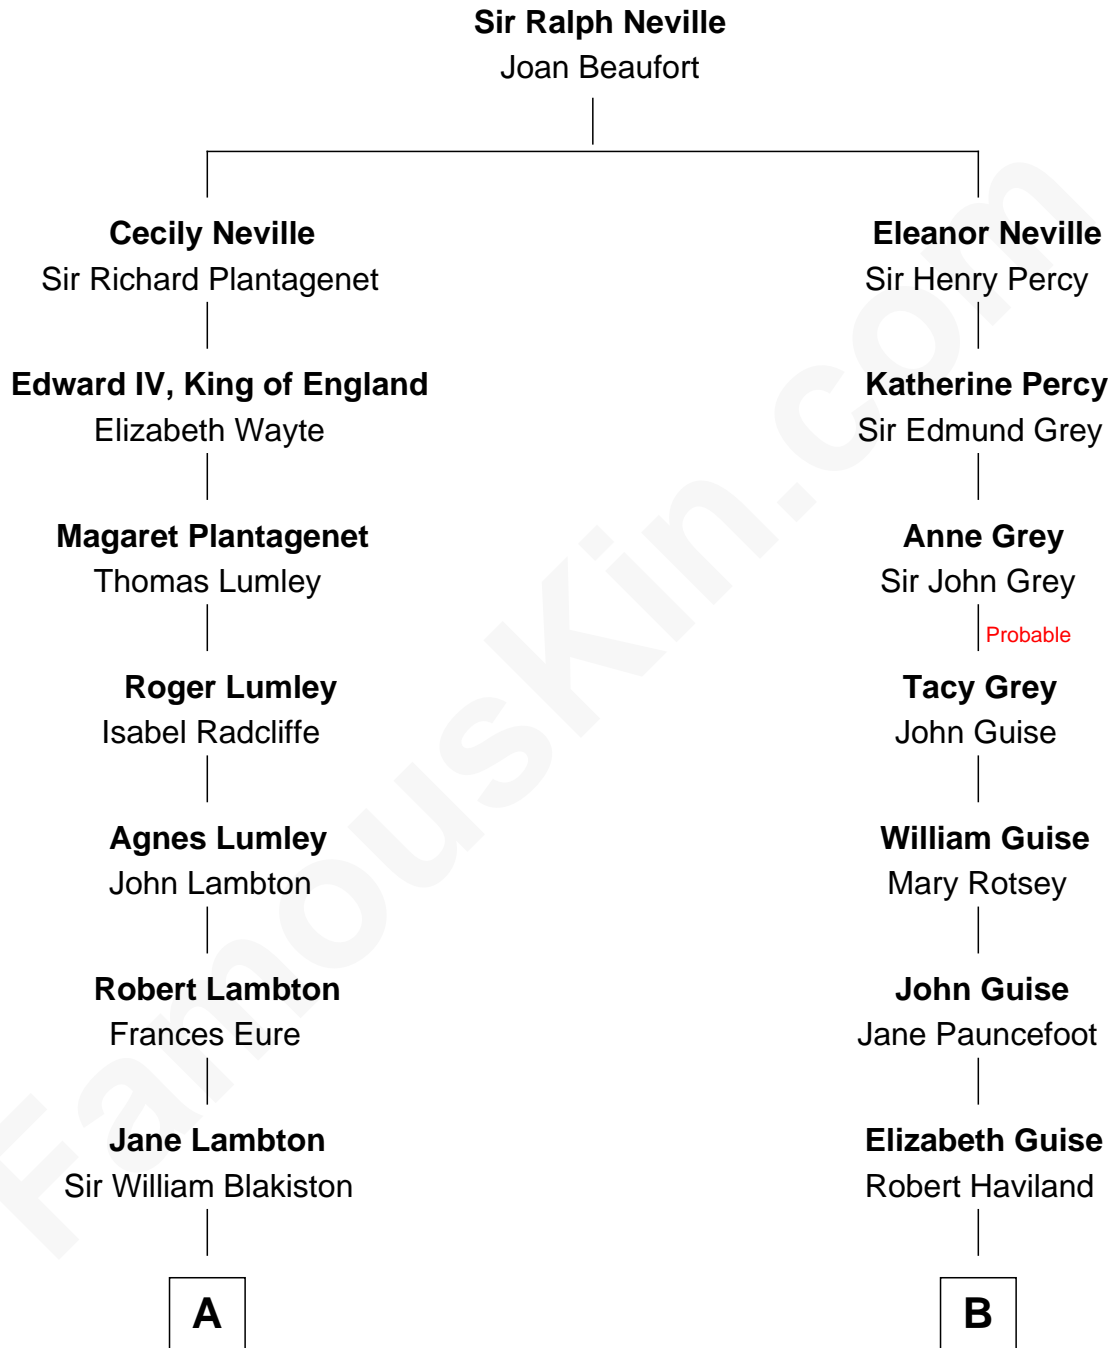 Sir Ralph Neville
Joan Beaufort
Cecily Neville
Sir Richard Plantagenet
Eleanor Neville
Sir Henry Percy
Edward IV, King of England
Elizabeth Wayte
Katherine Percy
Sir Edmund Grey
Magaret Plantagenet
Thomas Lumley
Anne Grey
Sir John Grey
Probable
Roger Lumley
Isabel Radcliffe
Tacy Grey
John Guise
Agnes Lumley
John Lambton
William Guise
Mary Rotsey
Robert Lambton
Frances Eure
John Guise
Jane Pauncefoot
Jane Lambton
Sir William Blakiston
Elizabeth Guise
Robert Haviland
A
B
FamousKin.com